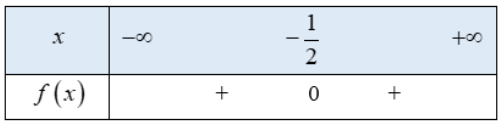 x −∞ −1/2 +∞
f(x) + 0 +